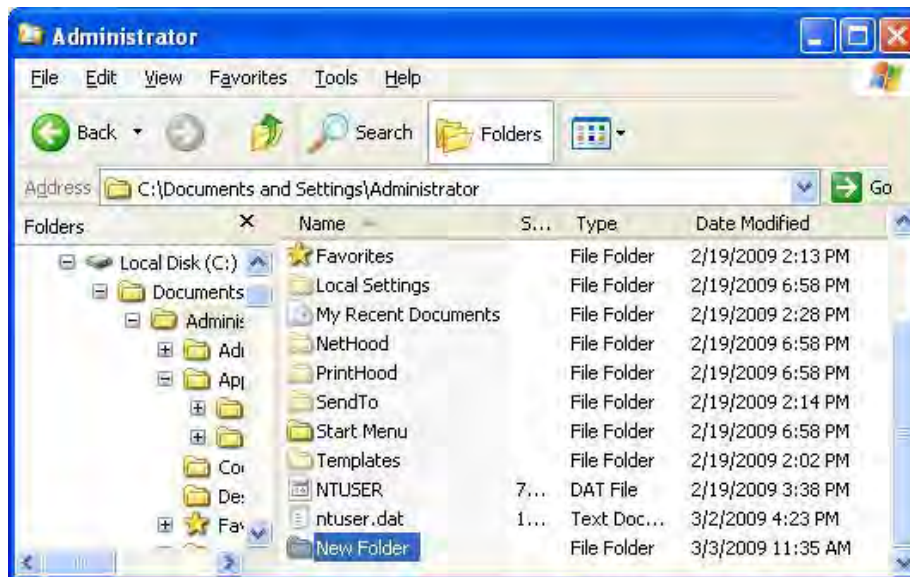 Administrator
File Edit View Favorites Tools Help
Back Search Folders
Address C:\Documents and Settings\Administrator Go
Folders Name S... Type Date Modified
Local Disk (C:)
Documents
Adminis
Adı
App
Coı
De:
Fa
Favorites File Folder 2/19/2009 2:13 PM
Local Settings File Folder 2/19/2009 6:58 PM
My Recent Documents File Folder 2/19/2009 2:28 PM
NetHood File Folder 2/19/2009 6:58 PM
PrintHood File Folder 2/19/2009 6:58 PM
SendTo File Folder 2/19/2009 2:14 PM
Start Menu File Folder 2/19/2009 6:58 PM
Templates File Folder 2/19/2009 2:02 PM
NTUSER 7... DAT File 2/19/2009 3:38 PM
ntuser.dat 1... Text Doc... 3/2/2009 4:23 PM
New Folder File Folder 3/3/2009 11:35 AM